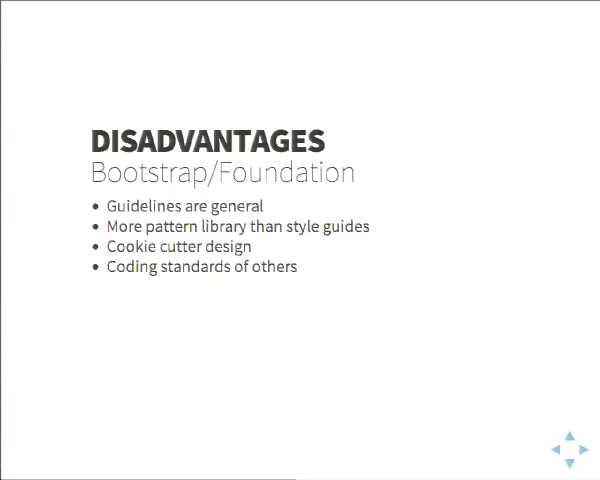 DISADVANTAGES
Bootstrap/Foundation
• Guidelines are general
• More pattern library than style guides
• Cookie cutter design
• Coding standards of others